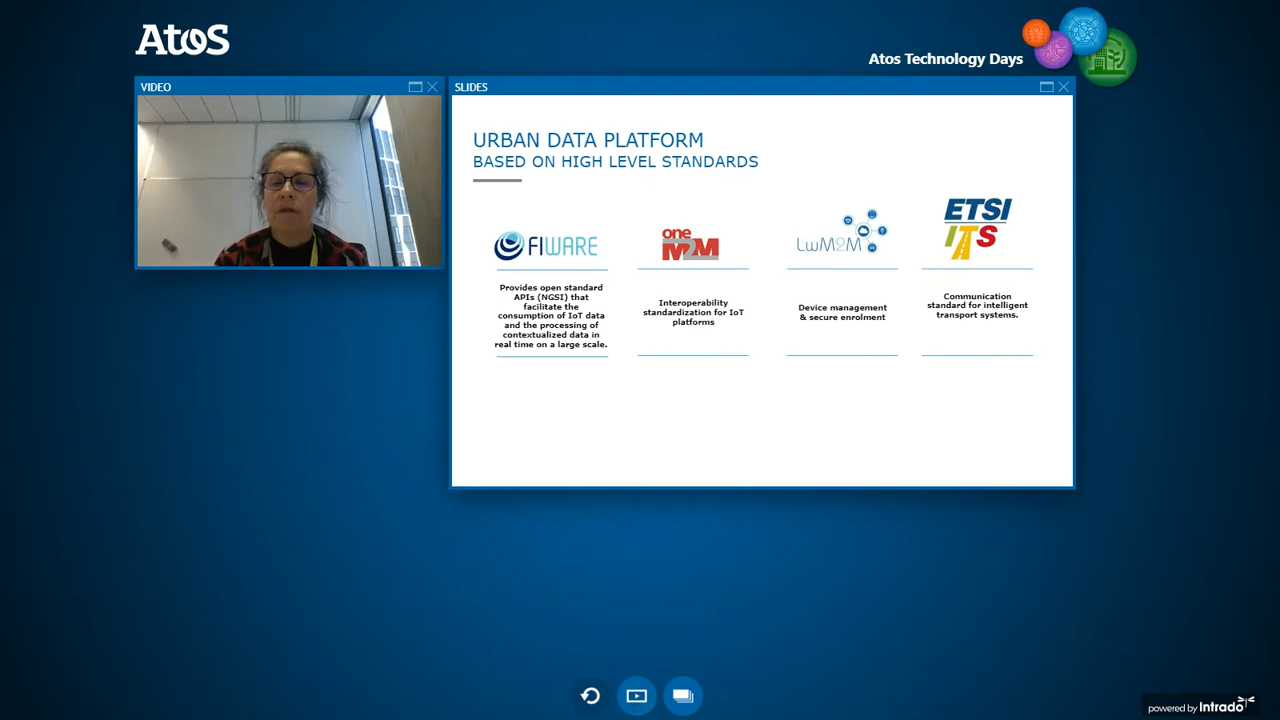 Atos
Atos Technology Days
VIDEO
SLIDES
URBAN DATA PLATFORM
BASED ON HIGH LEVEL STANDARDS
FIWARE
Provides open standard
APIs (NGSI) that
facilitate the
consumption of IoT data
and the processing of
contextualized data in
real time on a large scale.
one
M2M
Interoperability
standardization for IoT
platforms
LwM2M
Device management
& secure enrolment
ETSI
ITS
Communication
standard for intelligent
transport systems.
powered by Intrado